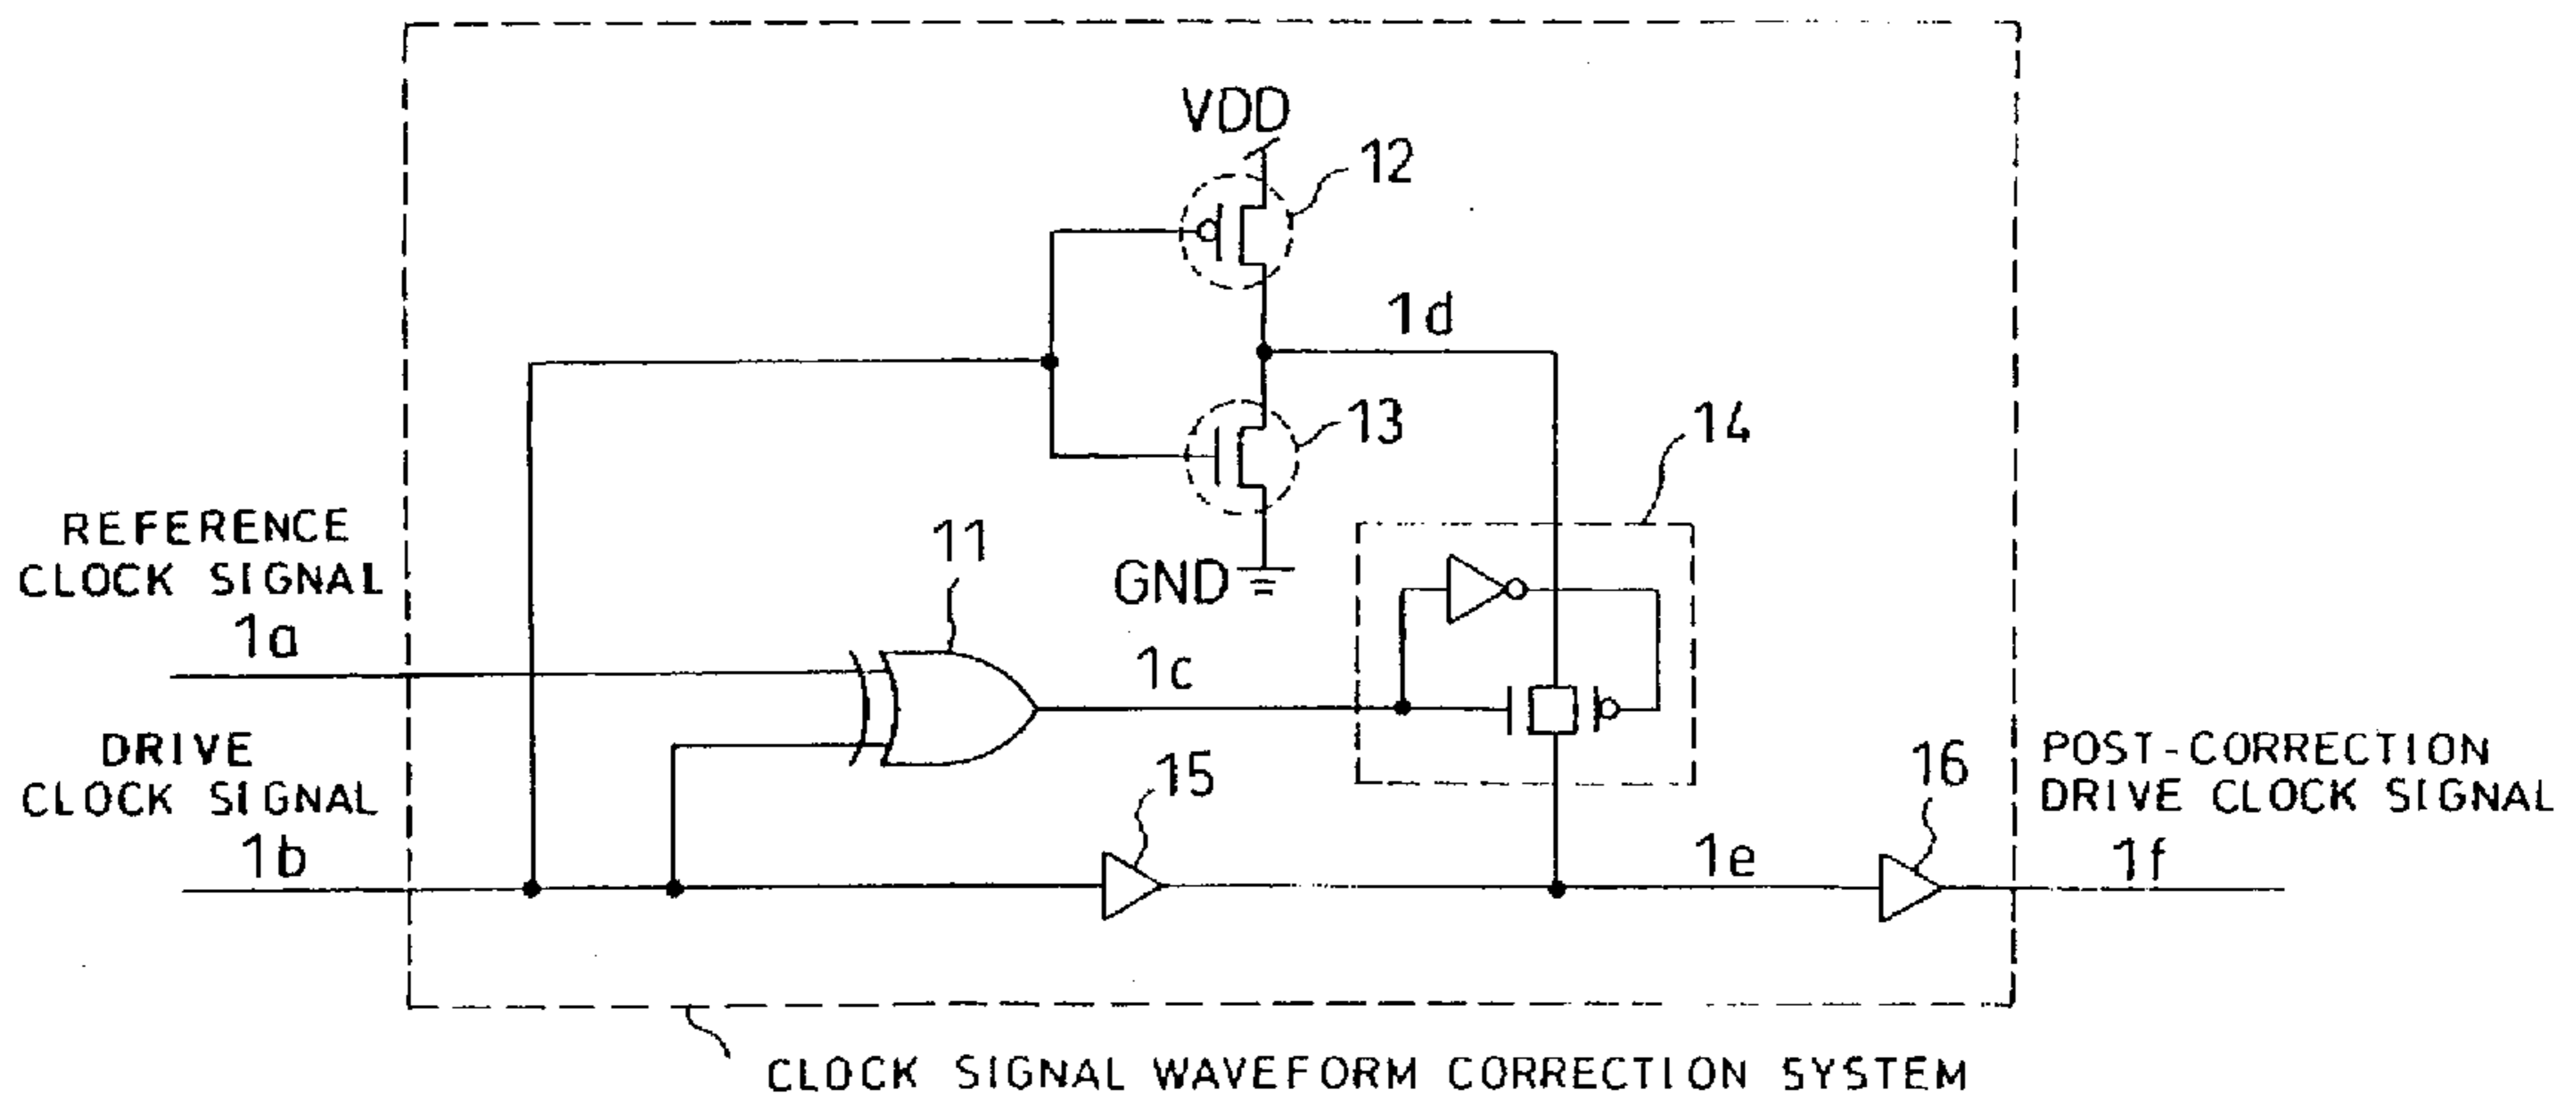 VDD
12
1d
13
14
REFERENCE
CLOCK SIGNAL
1a
11
GND
1c
DRIVE
CLOCK SIGNAL
1b
15
1e
16
POST-CORRECTION
DRIVE CLOCK SIGNAL
1f
CLOCK SIGNAL WAVEFORM CORRECTION SYSTEM